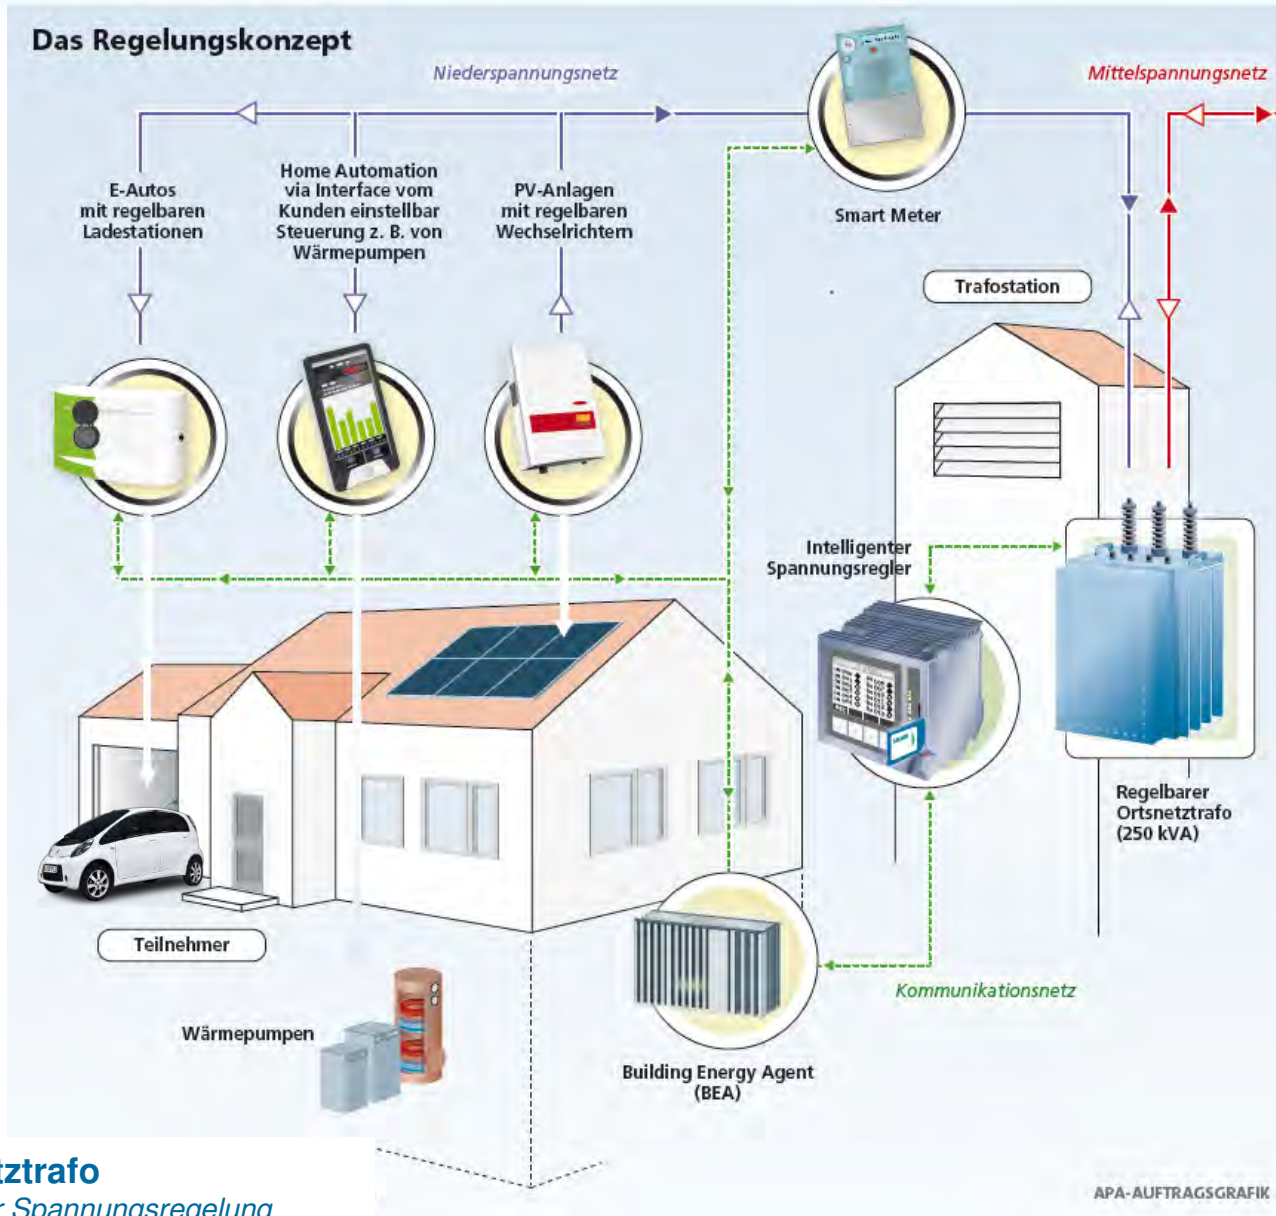 Das Regelungskonzept
Niederspannungsnetz
Mittelspannungsnetz
E-Autos
mit regelbaren
Ladestationen
Home Automation
via Interface vom
Kunden einstellbar
Steuerung z. B. von
Wärmepumpen
PV-Anlagen
mit regelbaren
Wechselrichtern
Smart Meter
Trafostation
Intelligenter
Spannungsregler
Regelbarer
Ortsnetztrafo
(250 kVA)
Teilnehmer
Wärmepumpen
Building Energy Agent
(BEA)
Kommunikationsnetz
tztrafo
r Spannungsregelung
APA-AUFTRAGSGRAFIK